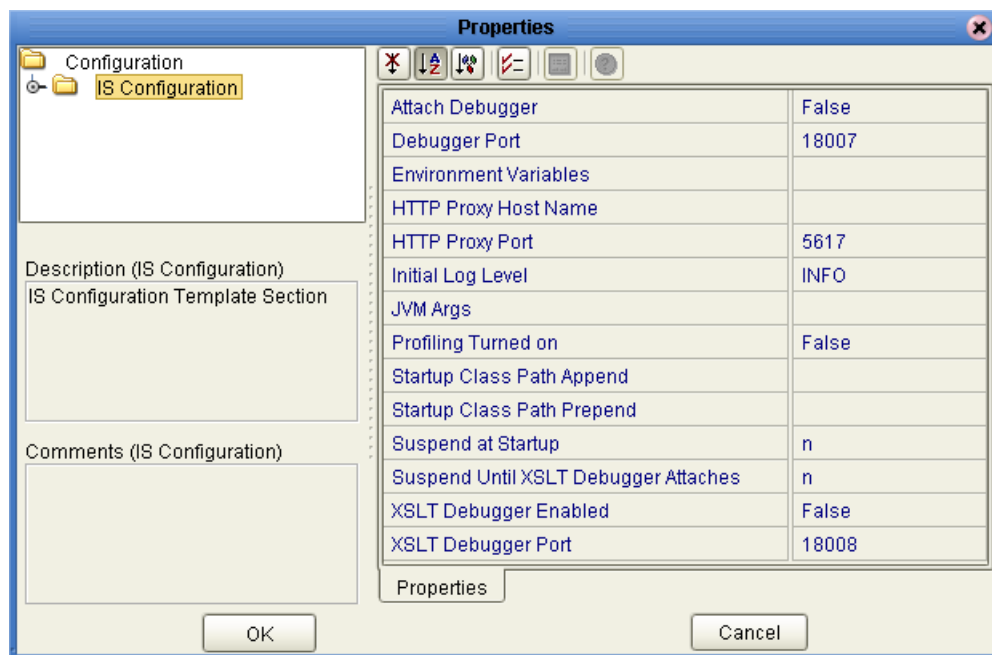 Properties
Configuration
IS Configuration
Description (IS Configuration)
IS Configuration Template Section
Comments (IS Configuration)
Attach Debugger False
Debugger Port 18007
Environment Variables
HTTP Proxy Host Name
HTTP Proxy Port 5617
Initial Log Level INFO
JVM Args
Profiling Turned on False
Startup Class Path Append
Startup Class Path Prepend
Suspend at Startup n
Suspend Until XSLT Debugger Attaches n
XSLT Debugger Enabled False
XSLT Debugger Port 18008
Properties
OK Cancel